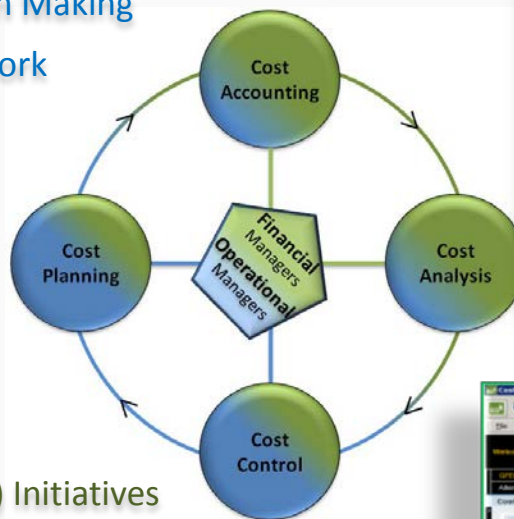 Making
ork
Cost
Accounting
Cost
Planning
Financial
Managers
Operational
Managers
Cost
Analysis
Cost
Control
) Initiatives